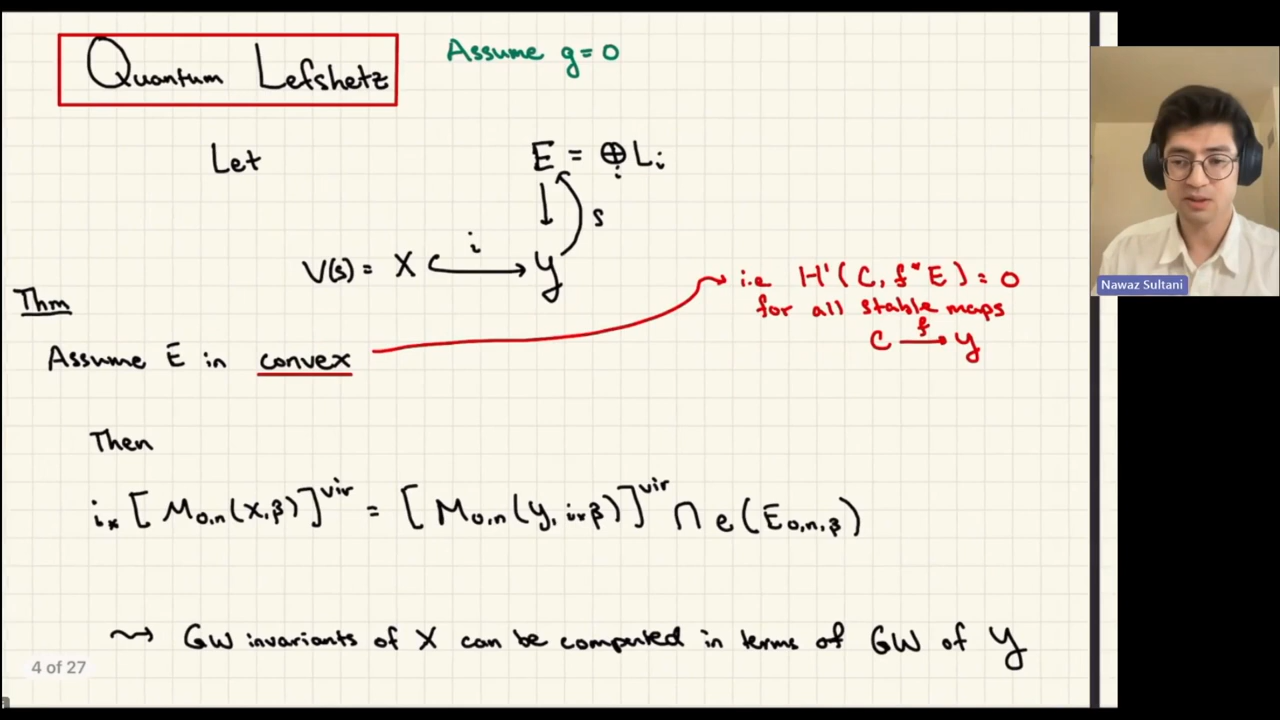 Quantum Lefshetz
Assume g=0
Let
E = ⊕ Lᵢ
i
s
V(s) = X ↪ Y
i.e H¹(C, f*E) = 0
for all stable maps
C →f Y
Thm
Assume E in convex
Then
i_*[M_{0,n}(X,β)]^{vir} = [M_{0,n}(Y, i_*β)]^{vir} ∩ e(E_{0,n,β})
⇝ GW invariants of X can be computed in terms of GW of Y
4 of 27
Nawaz Sultani